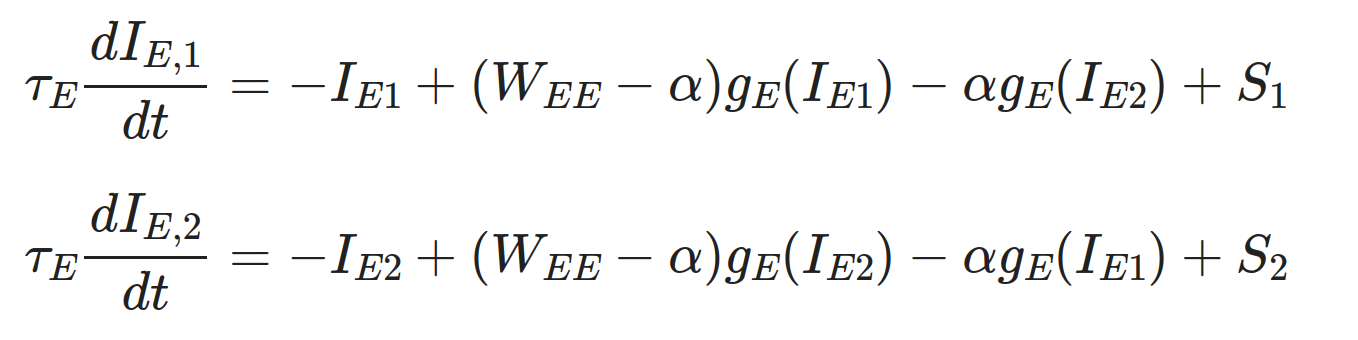 τ_E dI_{E,1}/dt = −I_{E1} + (W_{EE} − α)g_E(I_{E1}) − αg_E(I_{E2}) + S_1
τ_E dI_{E,2}/dt = −I_{E2} + (W_{EE} − α)g_E(I_{E2}) − αg_E(I_{E1}) + S_2